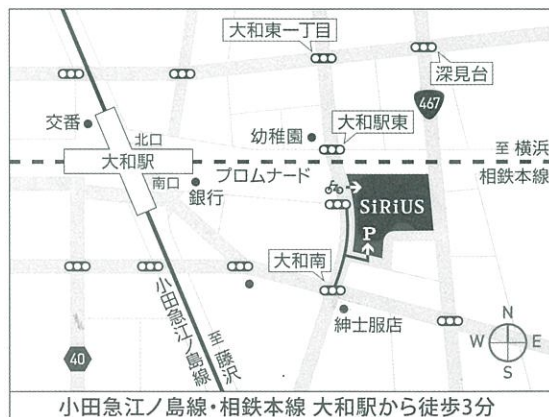 大和東一丁目
深見台
467
交番
北口
幼稚園
大和駅東
大和駅
至 横浜
南口
プロムナード
相鉄本線
銀行
SiRiUS
P
大和南
小田急江ノ島線
至 藤沢
紳士服店
N
W E
S
40
小田急江ノ島線・相鉄本線 大和駅から徒歩3分